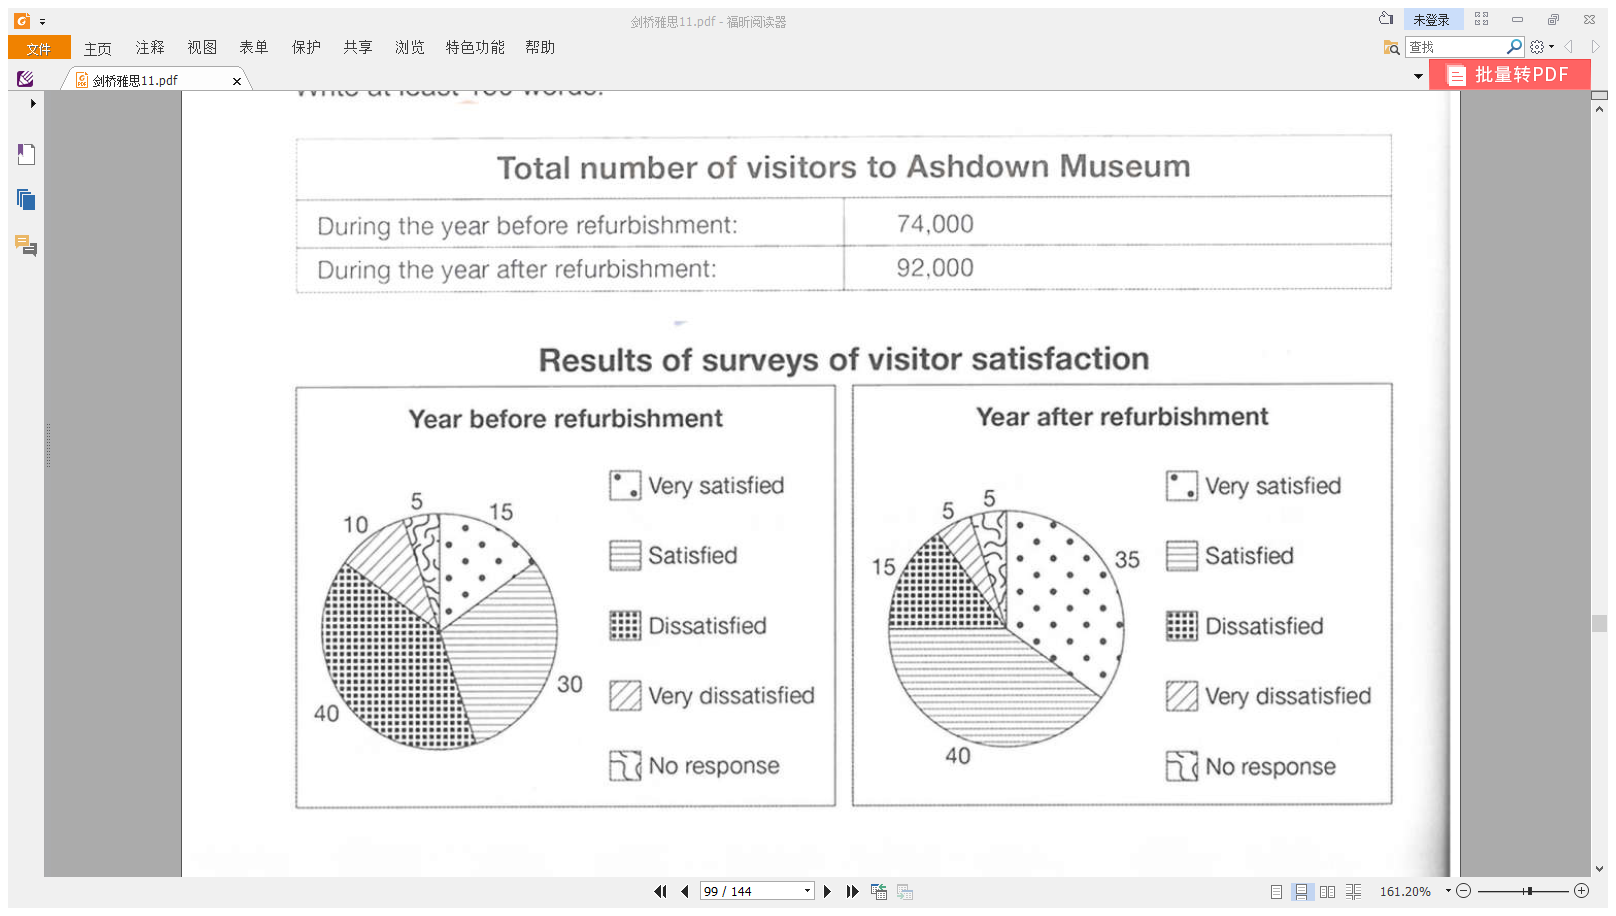 剑桥雅思11.pdf - 福昕阅读器
未登录
文件 主页 注释 视图 表单 保护 共享 浏览 特色功能 帮助
查找
剑桥雅思11.pdf
批量转PDF
Write at least 150 words.
Total number of visitors to Ashdown Museum
During the year before refurbishment: 74,000
During the year after refurbishment: 92,000
Results of surveys of visitor satisfaction
Year before refurbishment
5
15
10
30
40
Very satisfied
Satisfied
Dissatisfied
Very dissatisfied
No response
Year after refurbishment
5
5
35
15
40
Very satisfied
Satisfied
Dissatisfied
Very dissatisfied
No response
99 / 144
161.20%